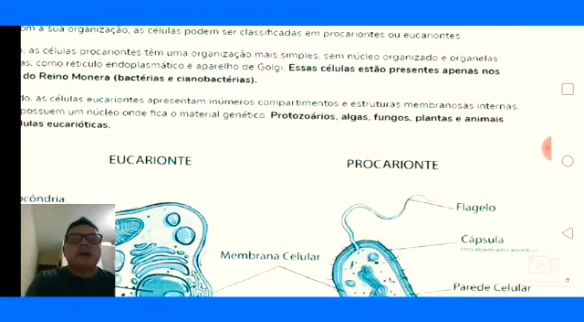 om a sua organização, as células podem ser classificadas em procariontes ou eucariontes
, as células procariontes têm uma organização mais simples, sem núcleo organizado e organelas
as, como retículo endoplasmático e aparelho de Golgi. Essas células estão presentes apenas nos
do Reino Monera (bactérias e cianobactérias).
do, as células eucariontes apresentam inúmeros compartimentos e estruturas membranosas internas
possuem um núcleo onde fica o material genético. Protozoários, algas, fungos, plantas e animais
lulas eucarióticas.
EUCARIONTE
PROCARIONTE
ocôndria
Flagelo
Cápsula
Membrana Celular
Parede Celular